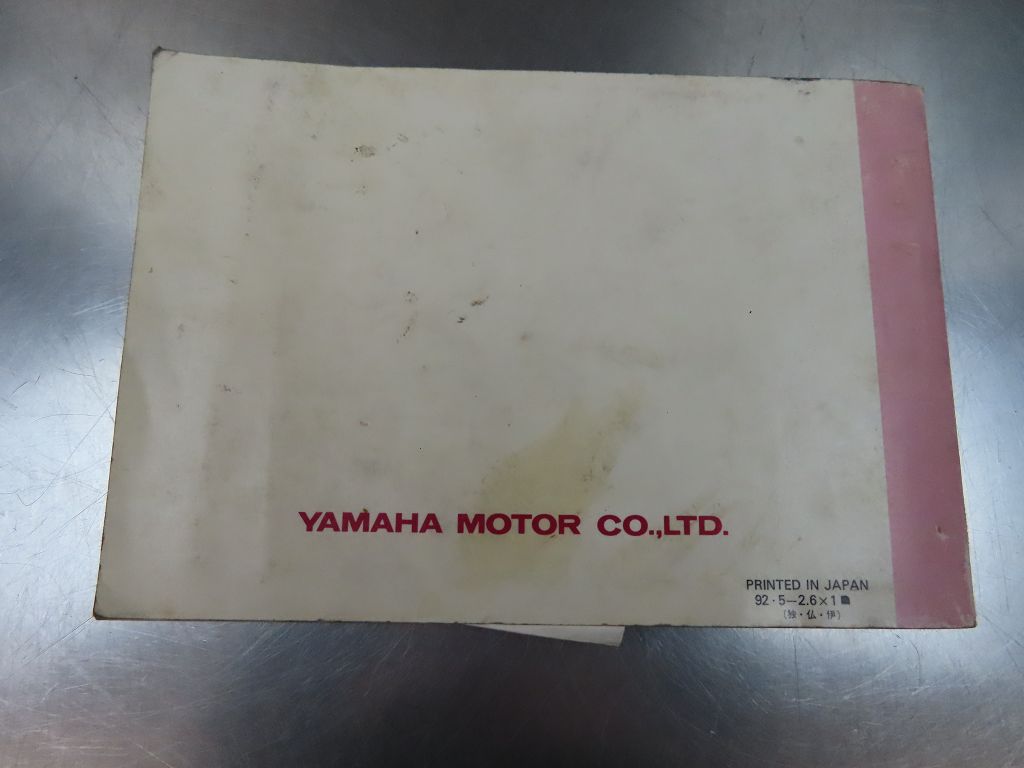 YAMAHA MOTOR CO.,LTD.
PRINTED IN JAPAN
92・5−2.6×1
(独・仏・伊)